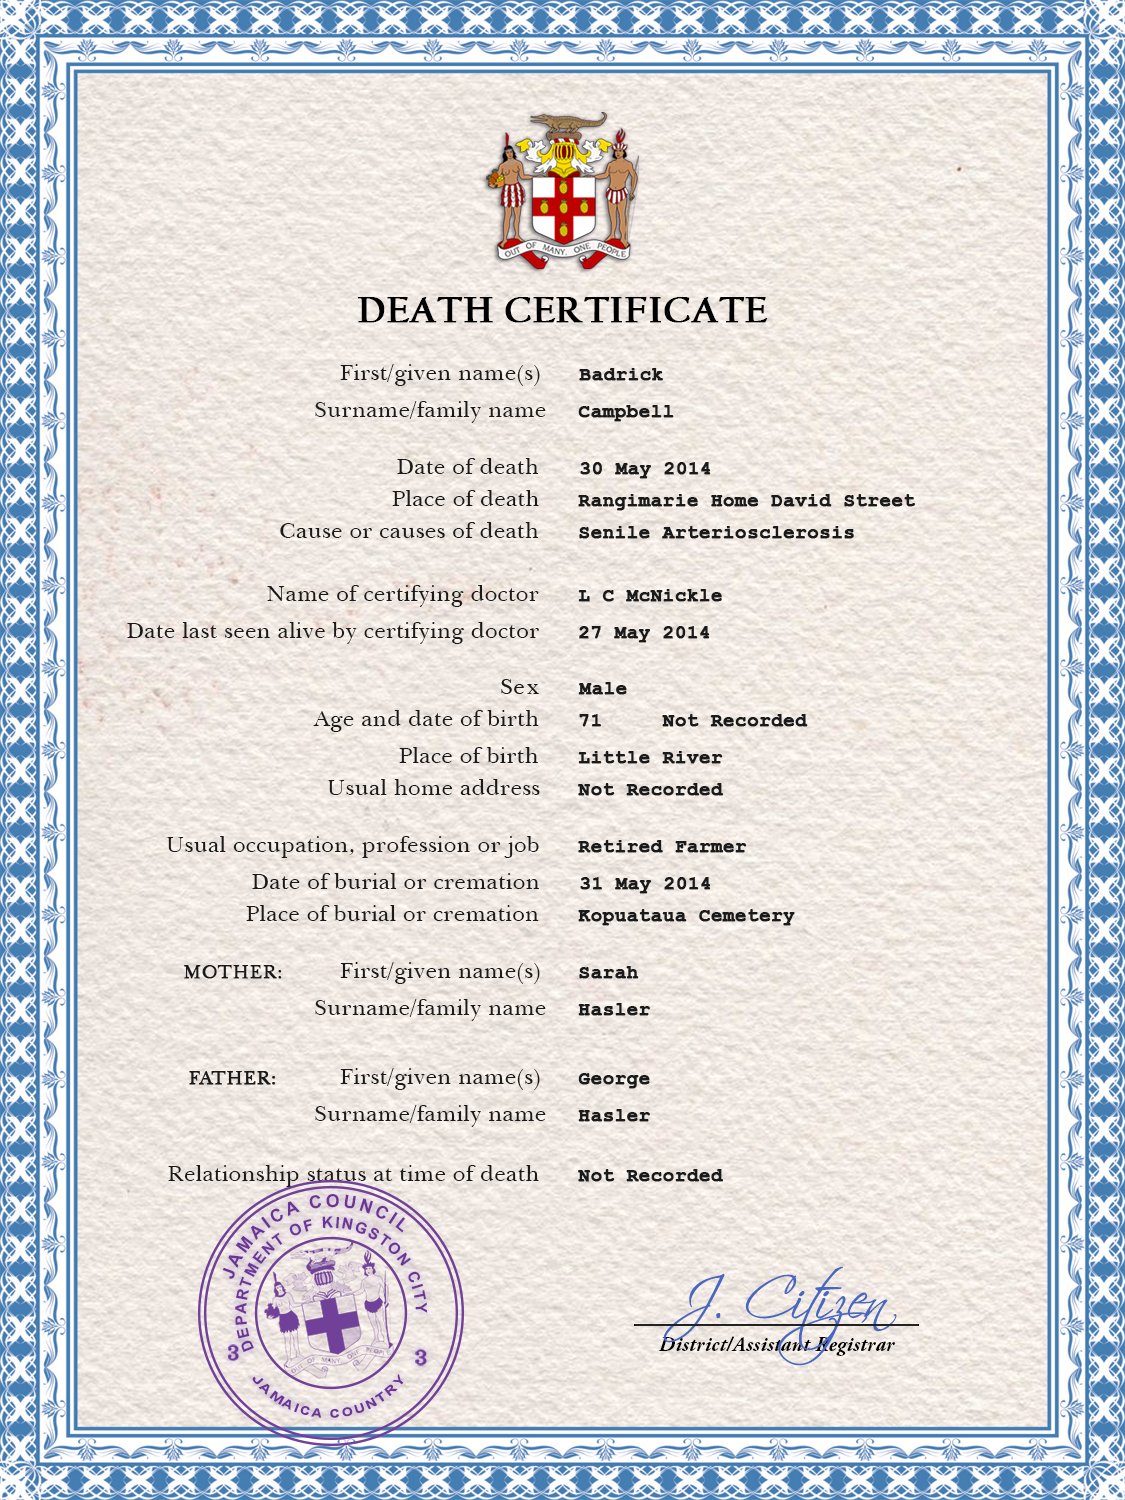 OUT OF MANY, ONE PEOPLE
DEATH CERTIFICATE
First/given name(s) Badrick
Surname/family name Campbell
Date of death 30 May 2014
Place of death Rangimarie Home David Street
Cause or causes of death Senile Arteriosclerosis
Name of certifying doctor L C McNickle
Date last seen alive by certifying doctor 27 May 2014
Sex Male
Age and date of birth 71 Not Recorded
Place of birth Little River
Usual home address Not Recorded
Usual occupation, profession or job Retired Farmer
Date of burial or cremation 31 May 2014
Place of burial or cremation Kopuataua Cemetery
MOTHER: First/given name(s) Sarah
Surname/family name Hasler
FATHER: First/given name(s) George
Surname/family name Hasler
Relationship status at time of death Not Recorded
JAMAICA COUNCIL
DEPARTMENT OF KINGSTON CITY
3 3
JAMAICA COUNTRY
J. Citizen
District/Assistant Registrar